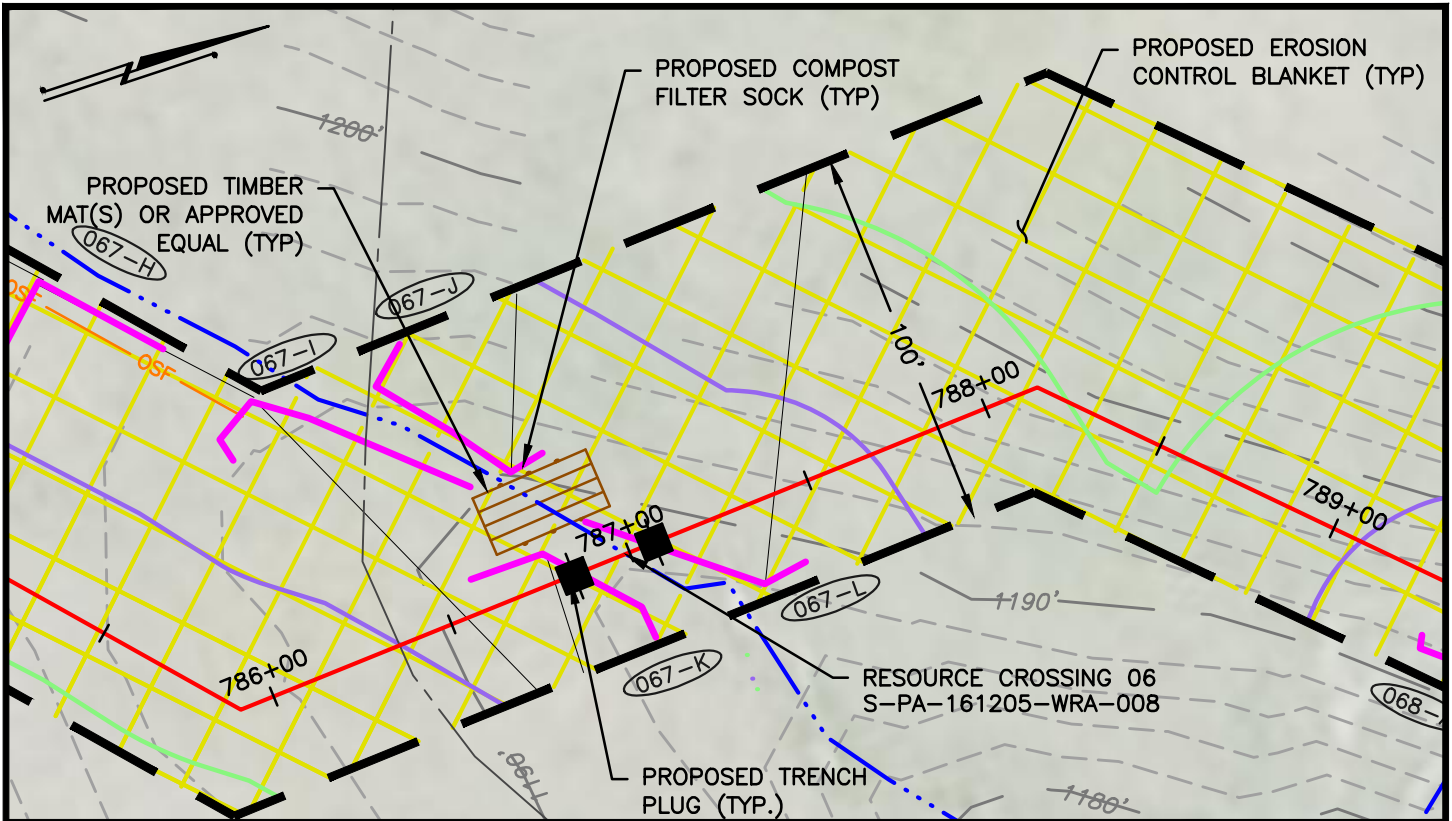 PROPOSED EROSION
CONTROL BLANKET (TYP)
PROPOSED COMPOST
FILTER SOCK (TYP)
1200'
PROPOSED TIMBER
MAT(S) OR APPROVED
EQUAL (TYP)
067-H
067-J
067-I
OSF
OSF
100'
788+00
789+00
787+00
1190'
067-L
067-K
786+00
RESOURCE CROSSING 06
S-PA-161205-WRA-008
PROPOSED TRENCH
PLUG (TYP.)
1190'
1180'